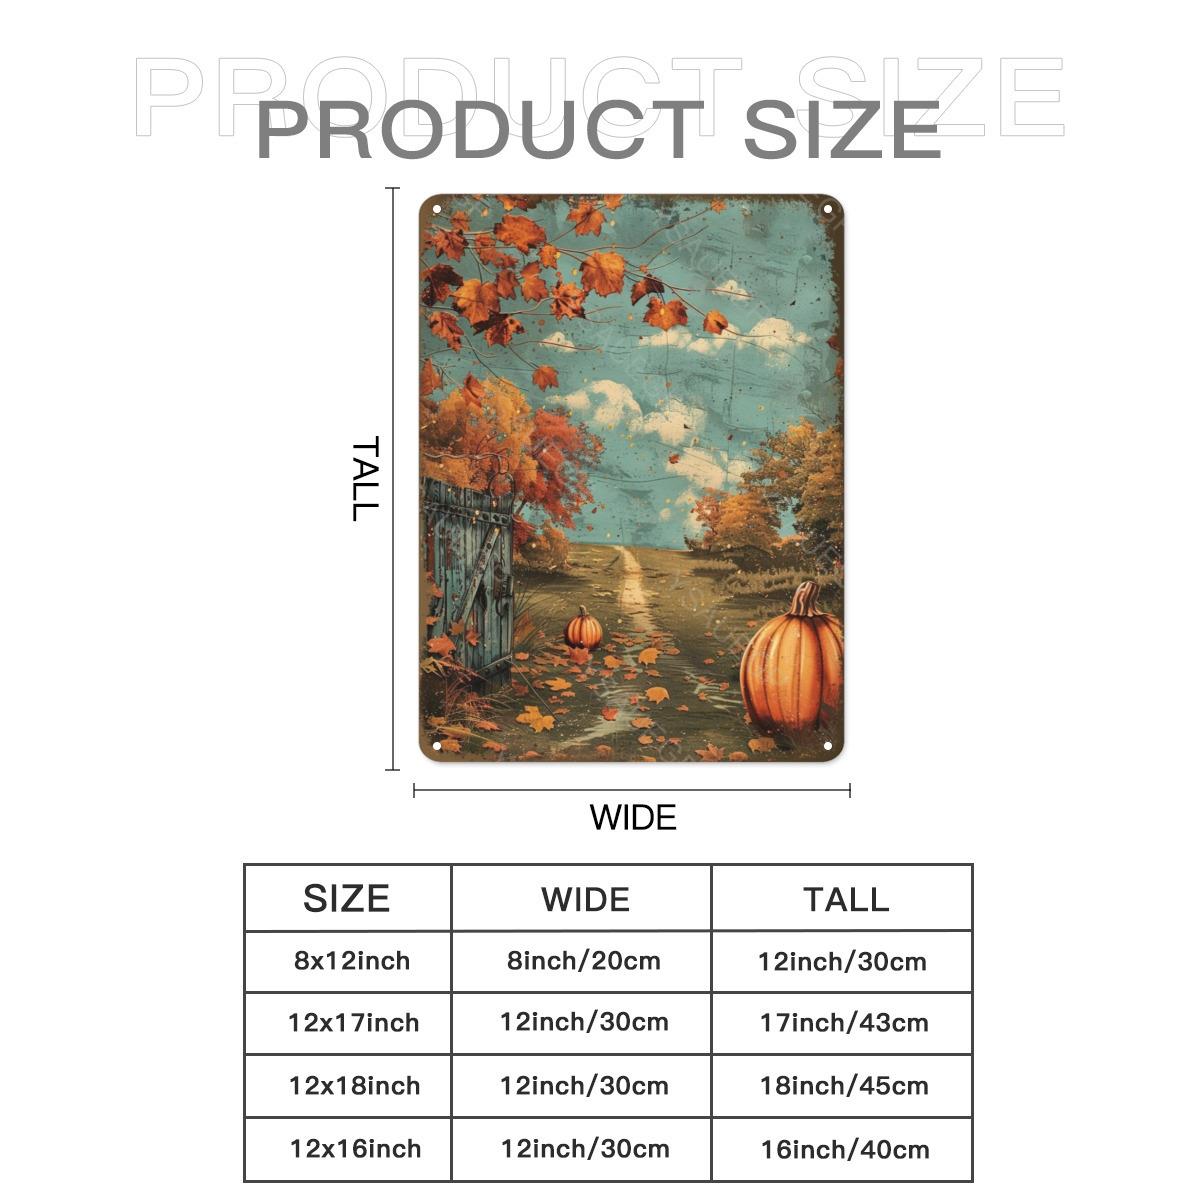 PRODUCT SIZE
PRODUCT SIZE
TALL
WIDE
SIZE WIDE TALL
8x12inch 8inch/20cm 12inch/30cm
12x17inch 12inch/30cm 17inch/43cm
12x18inch 12inch/30cm 18inch/45cm
12x16inch 12inch/30cm 16inch/40cm